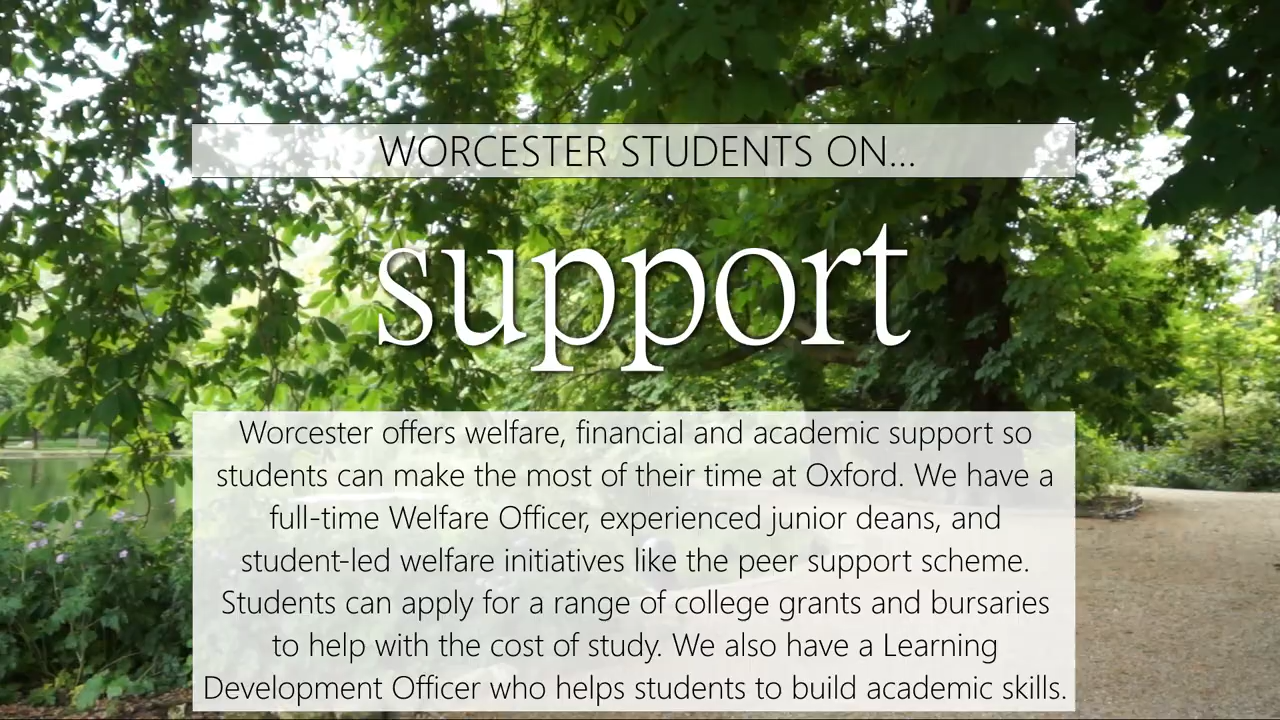 WORCESTER STUDENTS ON...
support
Worcester offers welfare, financial and academic support so
students can make the most of their time at Oxford. We have a
full-time Welfare Officer, experienced junior deans, and
student-led welfare initiatives like the peer support scheme.
Students can apply for a range of college grants and bursaries
to help with the cost of study. We also have a Learning
Development Officer who helps students to build academic skills.